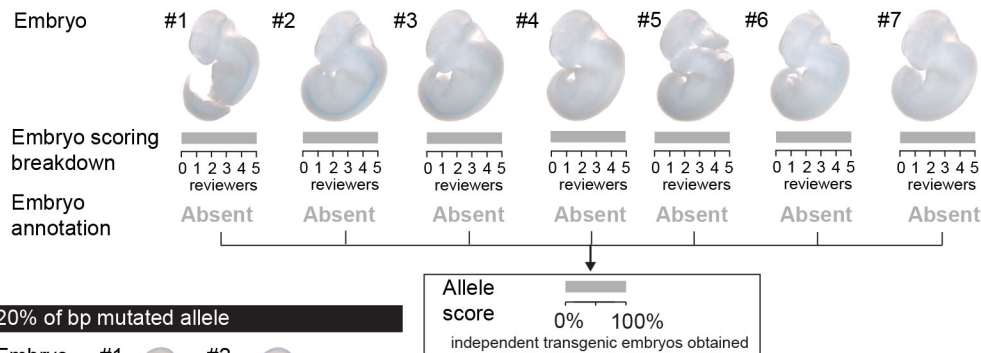 Embryo #1 #2 #3 #4 #5 #6 #7
Embryo scoring breakdown
0 1 2 3 4 5 0 1 2 3 4 5 0 1 2 3 4 5 0 1 2 3 4 5 0 1 2 3 4 5 0 1 2 3 4 5 0 1 2 3 4 5
reviewers reviewers reviewers reviewers reviewers reviewers reviewers
Embryo annotation
Absent Absent Absent Absent Absent Absent Absent
Allele score
0% 100%
independent transgenic embryos obtained
20% of bp mutated allele
Embryo #1 #2